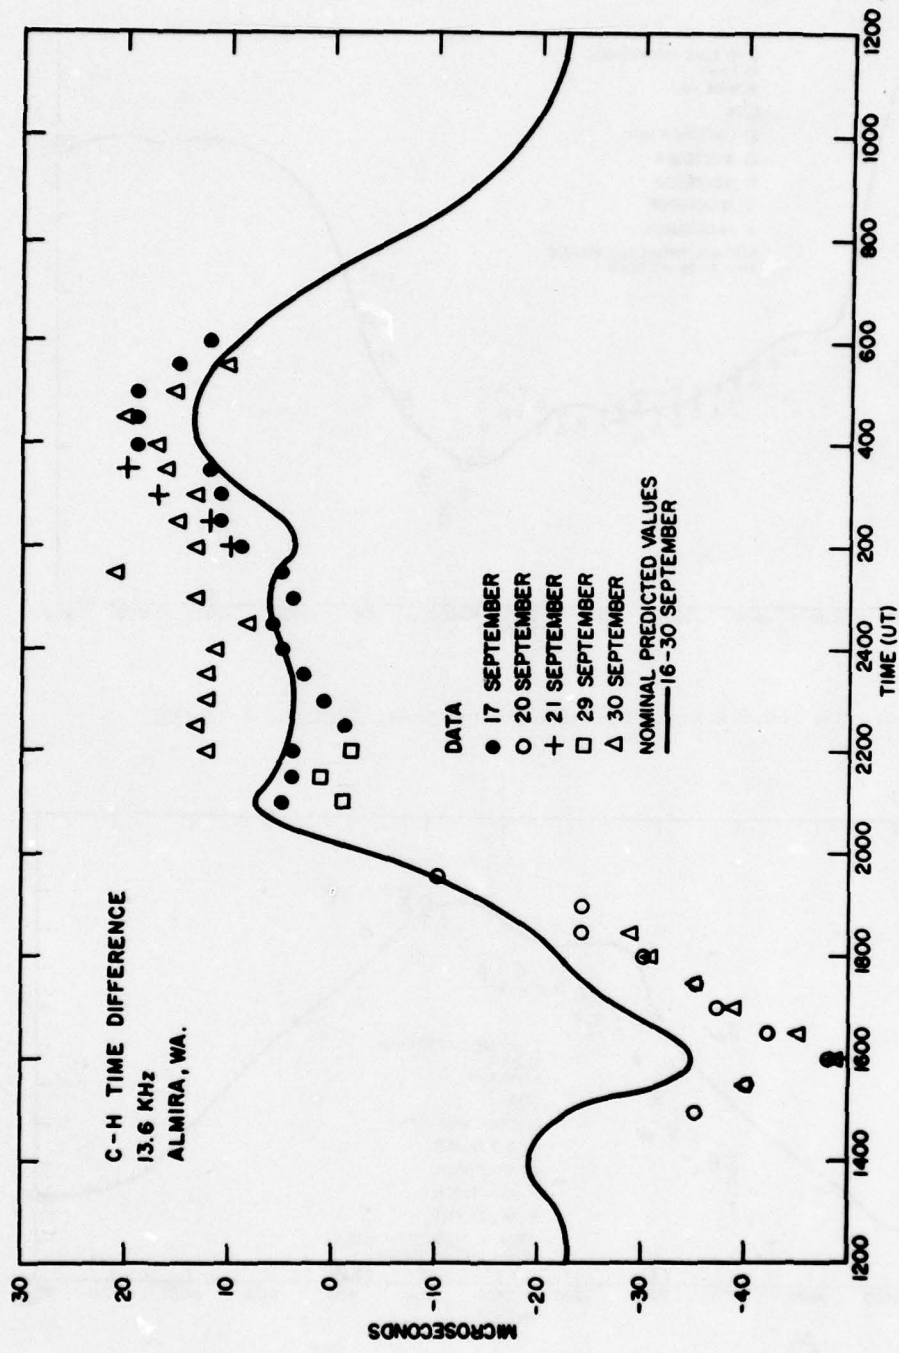 C-H TIME DIFFERENCE
13.6 KHz
ALMIRA, WA.
30
20
10
0
-10
-20
-30
-40
MICROSECONDS
DATA
17 SEPTEMBER
20 SEPTEMBER
21 SEPTEMBER
29 SEPTEMBER
30 SEPTEMBER
NOMINAL PREDICTED VALUES
16-30 SEPTEMBER
1200
1400
1600
1800
2000
2200
2400
200
400
600
800
1000
1200
TIME (UT)